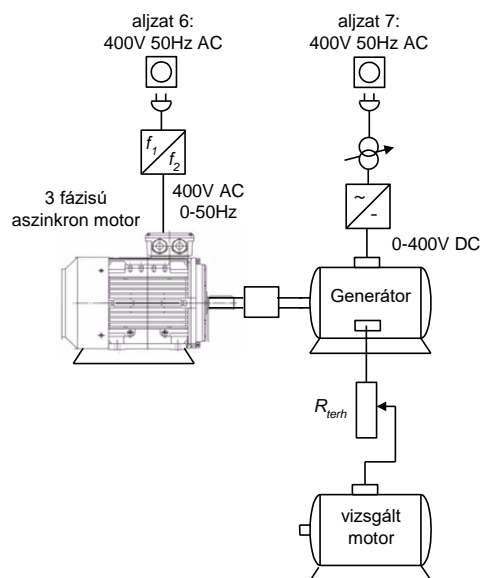 aljzat 6:
400V 50Hz AC
aljzat 7:
400V 50Hz AC
f1
f2
400V AC
0-50Hz
3 fázisú
aszinkron motor
~
-
0-400V DC
Generátor
Rterh
vizsgált
motor